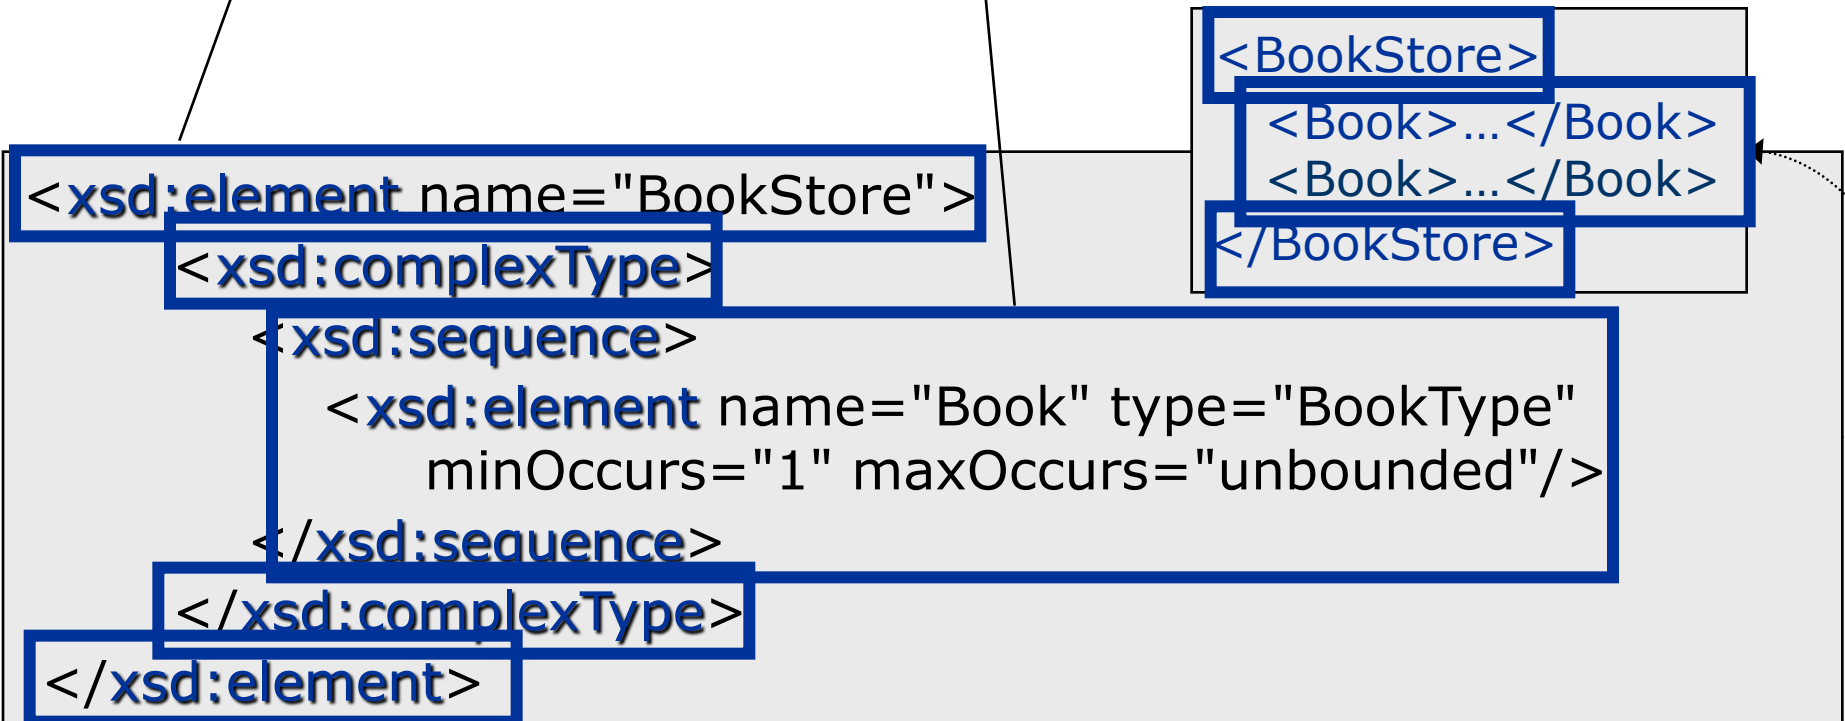 <BookStore>
<Book>…</Book>
<Book>…</Book>
</BookStore>
<xsd:element name="BookStore">
<xsd:complexType>
<xsd:sequence>
<xsd:element name="Book" type="BookType"
minOccurs="1" maxOccurs="unbounded"/>
</xsd:sequence>
</xsd:complexType>
</xsd:element>